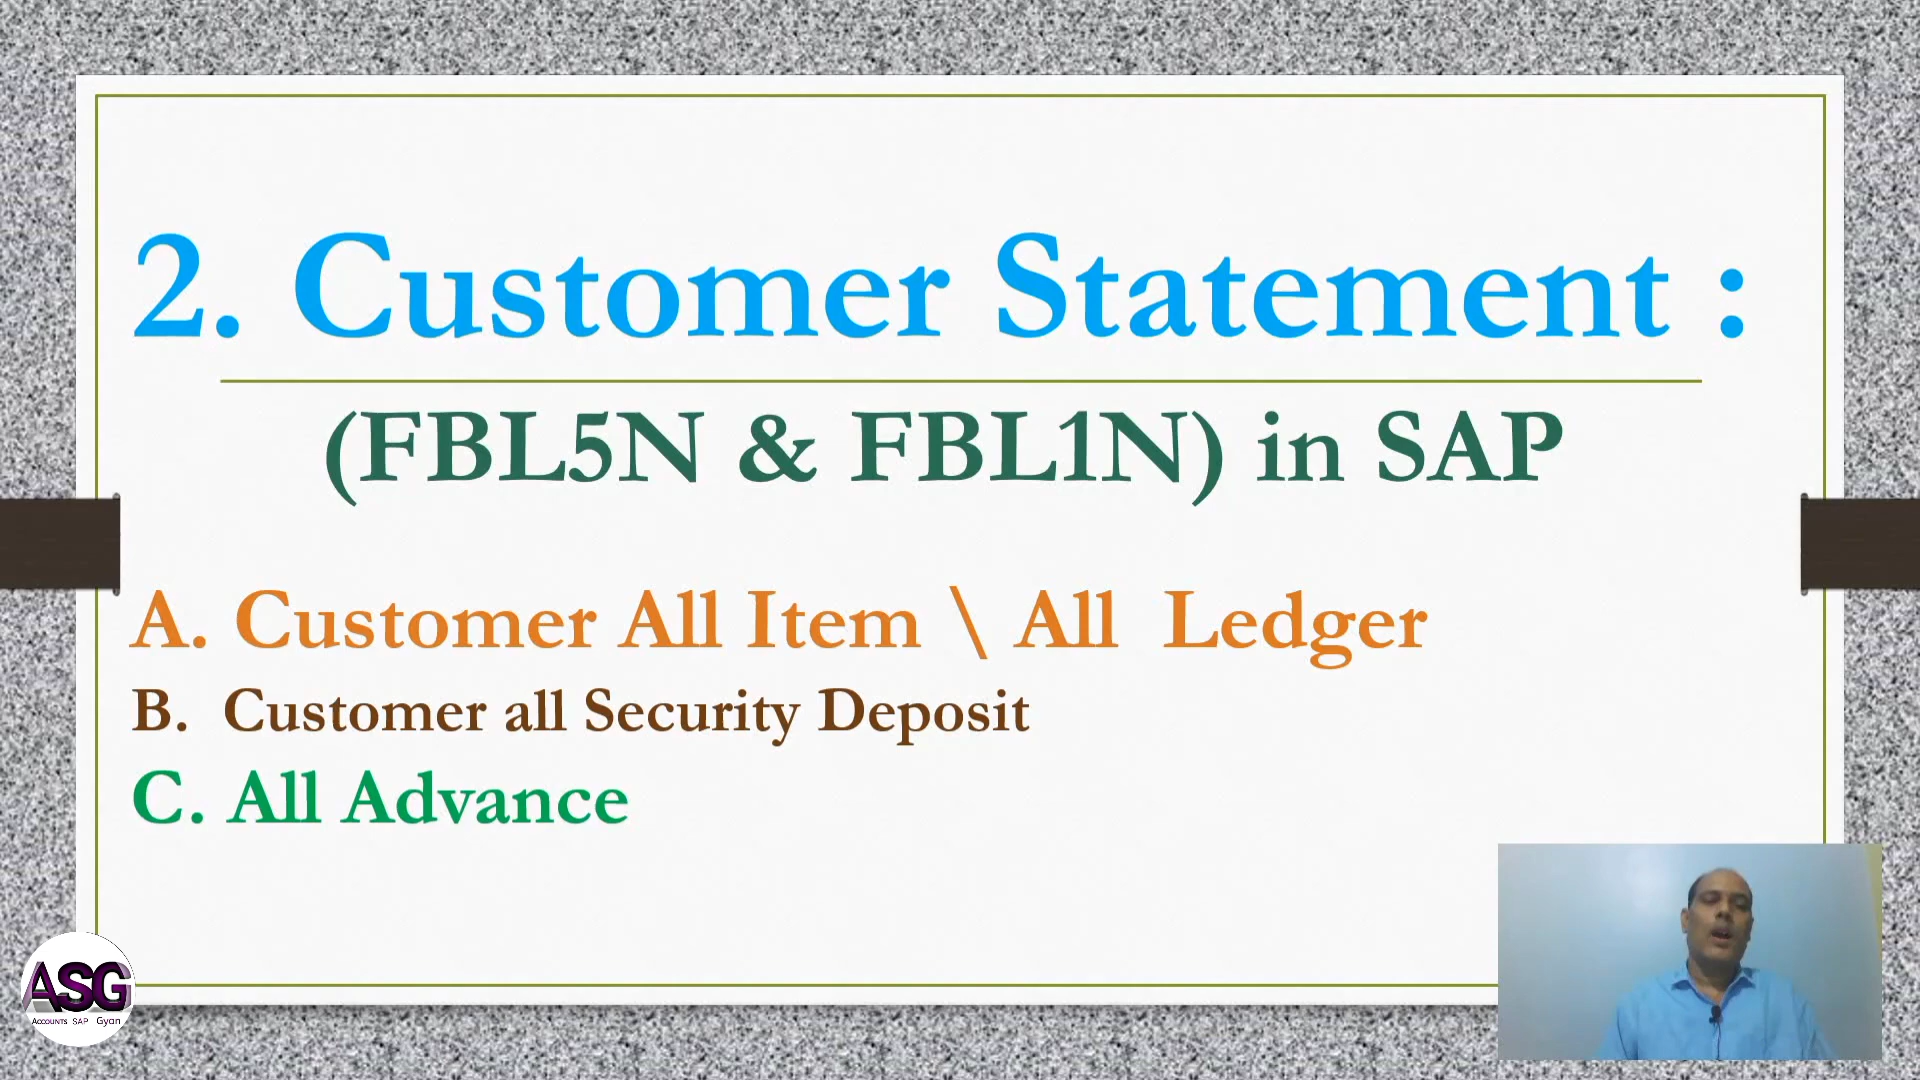 2. Customer Statement :
(FBL5N & FBL1N) in SAP
A. Customer All Item \ All Ledger
B. Customer all Security Deposit
C. All Advance
ASG
Accounts SAP Gyan